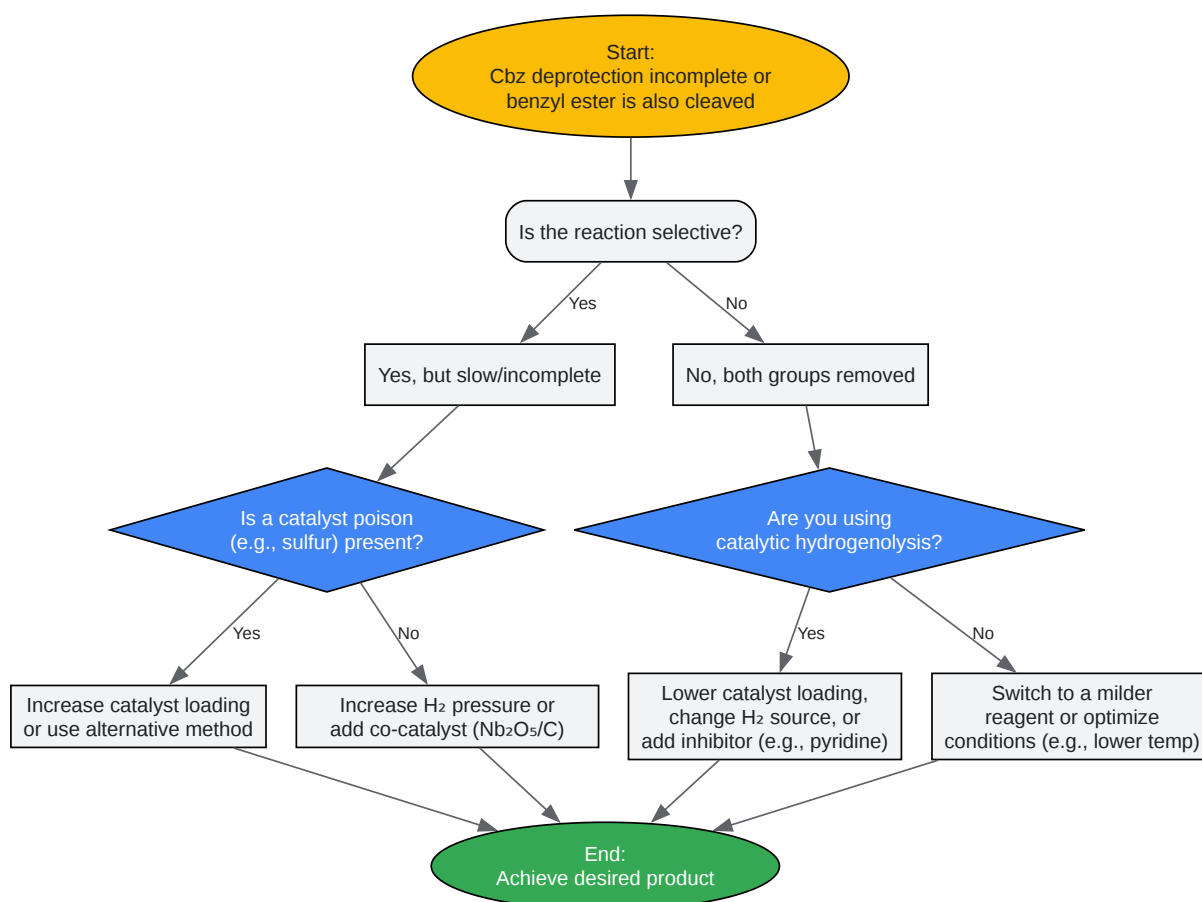 Start:
Cbz deprotection incomplete or
benzyl ester is also cleaved
Is the reaction selective?
Yes
No
Yes, but slow/incomplete
No, both groups removed
Is a catalyst poison
(e.g., sulfur) present?
Are you using
catalytic hydrogenolysis?
Yes
No
Yes
No
Increase catalyst loading
or use alternative method
Increase H₂ pressure or
add co-catalyst (Nb₂O₅/C)
Lower catalyst loading,
change H₂ source, or
add inhibitor (e.g., pyridine)
Switch to a milder
reagent or optimize
conditions (e.g., lower temp)
End:
Achieve desired product